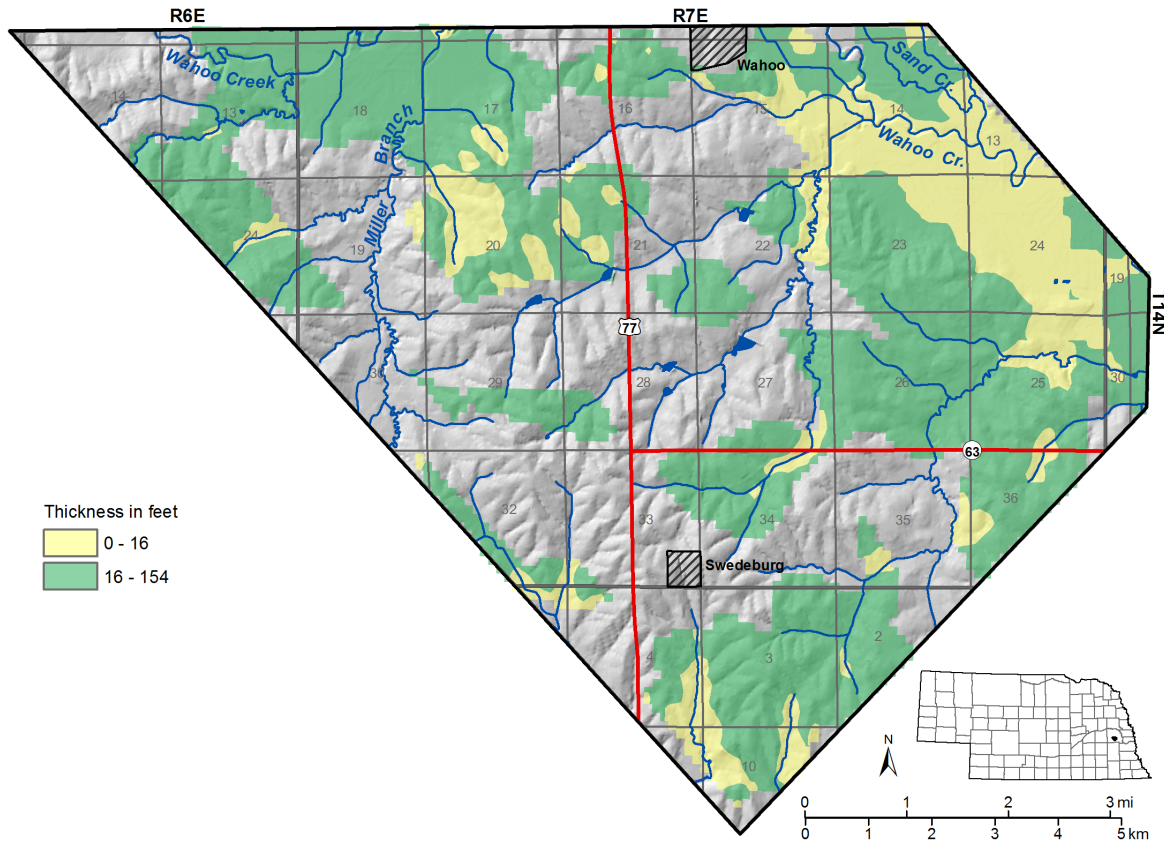 R6E
R7E
Wahoo
Wahoo Creek
Sand Cr.
14
13
18
17
16
15
14
13
Miller Branch
Wahoo Cr.
24
19
20
21
22
23
24
19
T14N
77
30
29
28
27
26
25
30
63
32
33
34
35
36
Swedeburg
Thickness in feet
0 - 16
16 - 154
4
3
2
10
N
0 1 2 3 mi
0 1 2 3 4 5 km